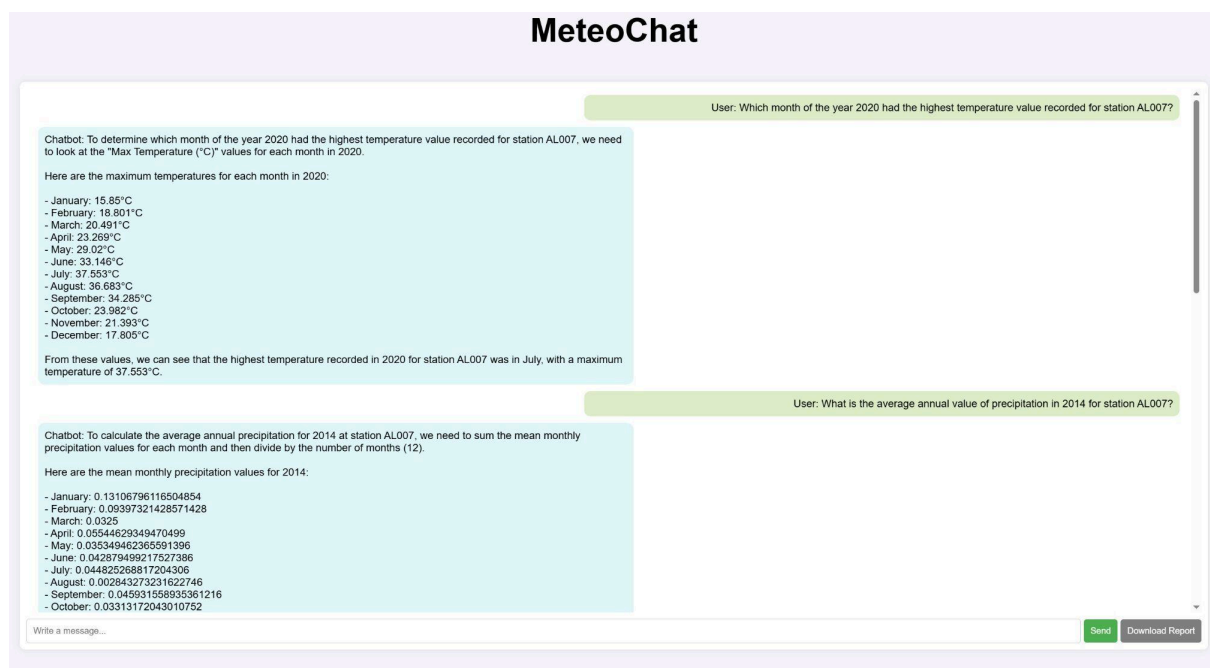 MeteoChat
User: Which month of the year 2020 had the highest temperature value recorded for station AL007?
Chatbot: To determine which month of the year 2020 had the highest temperature value recorded for station AL007, we need
to look at the "Max Temperature (°C)" values for each month in 2020.
Here are the maximum temperatures for each month in 2020:
- January: 15.85°C
- February: 18.801°C
- March: 20.491°C
- April: 23.269°C
- May: 29.02°C
- June: 33.146°C
- July: 37.553°C
- August: 36.683°C
- September: 34.285°C
- October: 23.982°C
- November: 21.393°C
- December: 17.805°C
From these values, we can see that the highest temperature recorded in 2020 for station AL007 was in July, with a maximum
temperature of 37.553°C.
User: What is the average annual value of precipitation in 2014 for station AL007?
Chatbot: To calculate the average annual precipitation for 2014 at station AL007, we need to sum the mean monthly
precipitation values for each month and then divide by the number of months (12).
Here are the mean monthly precipitation values for 2014:
- January: 0.13106796116504854
- February: 0.09397321428571428
- March: 0.0325
- April: 0.05544629349470499
- May: 0.035349462365591396
- June: 0.042879499217527386
- July: 0.044825268817204306
- August: 0.002843273231622746
- September: 0.045931558935361216
- October: 0.03313172043010752
Write a message...
Send
Download Report